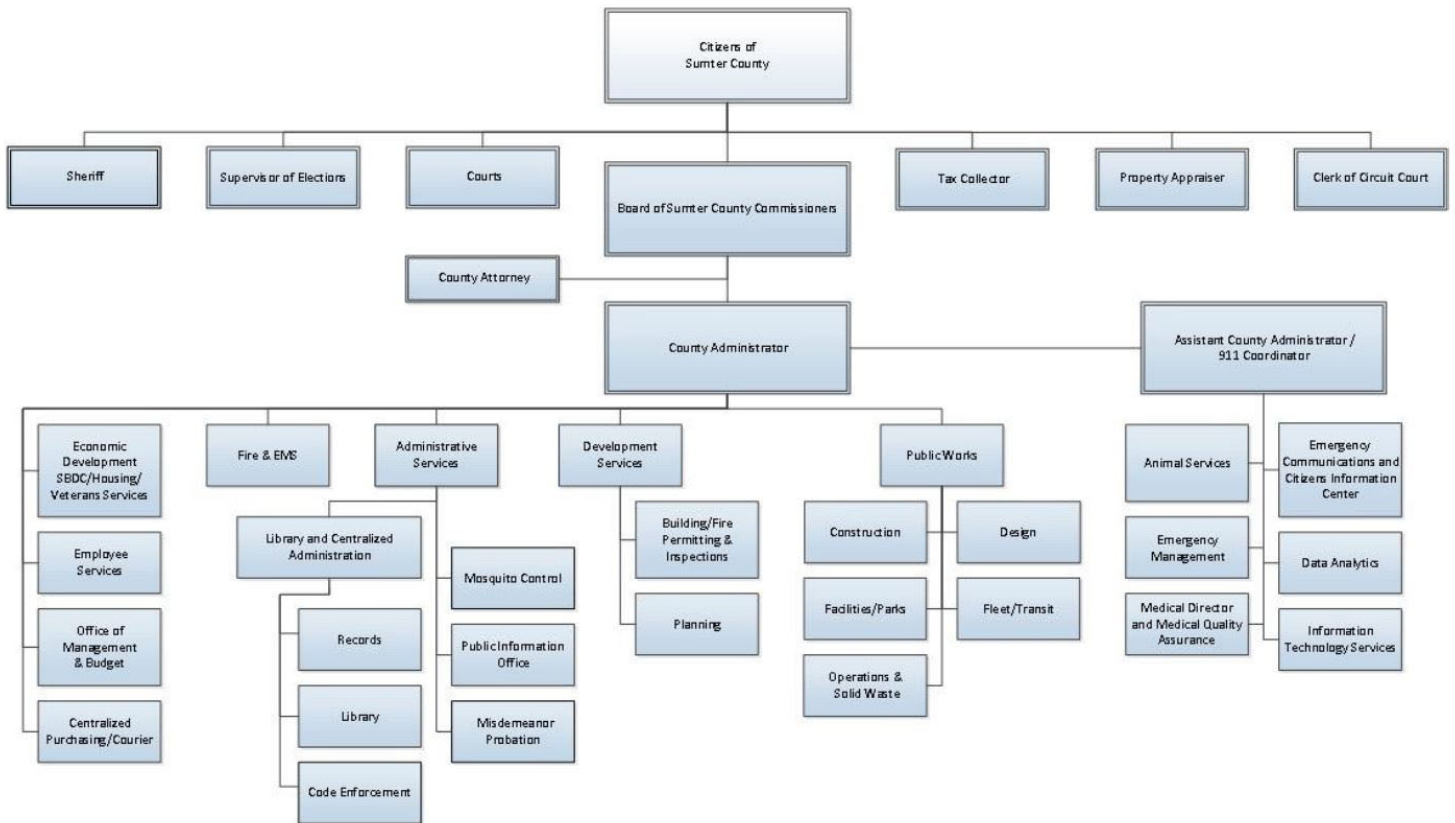 Citizens of
Sumter County
Sheriff
Supervisor of Elections
Courts
Board of Sumter County Commissioners
Tax Collector
Property Appraiser
Clerk of Circuit Court
County Attorney
County Administrator
Assistant County Administrator /
911 Coordinator
Economic
Development
SBDC/Housing/
Veterans Services
Fire & EMS
Administrative
Services
Development
Services
Public Works
Animal Services
Emergency
Communications and
Citizens Information
Center
Employee
Services
Library and Centralized
Administration
Mosquito Control
Building/Fire
Permitting &
Inspections
Construction
Design
Emergency
Management
Data Analytics
Office of
Management
& Budget
Records
Public Information
Office
Planning
Facilities/Parks
Fleet/Transit
Medical Director
and Medical Quality
Assurance
Information
Technology Services
Centralized
Purchasing/Courier
Library
Misdemeanor
Probation
Operations &
Solid Waste
Code Enforcement